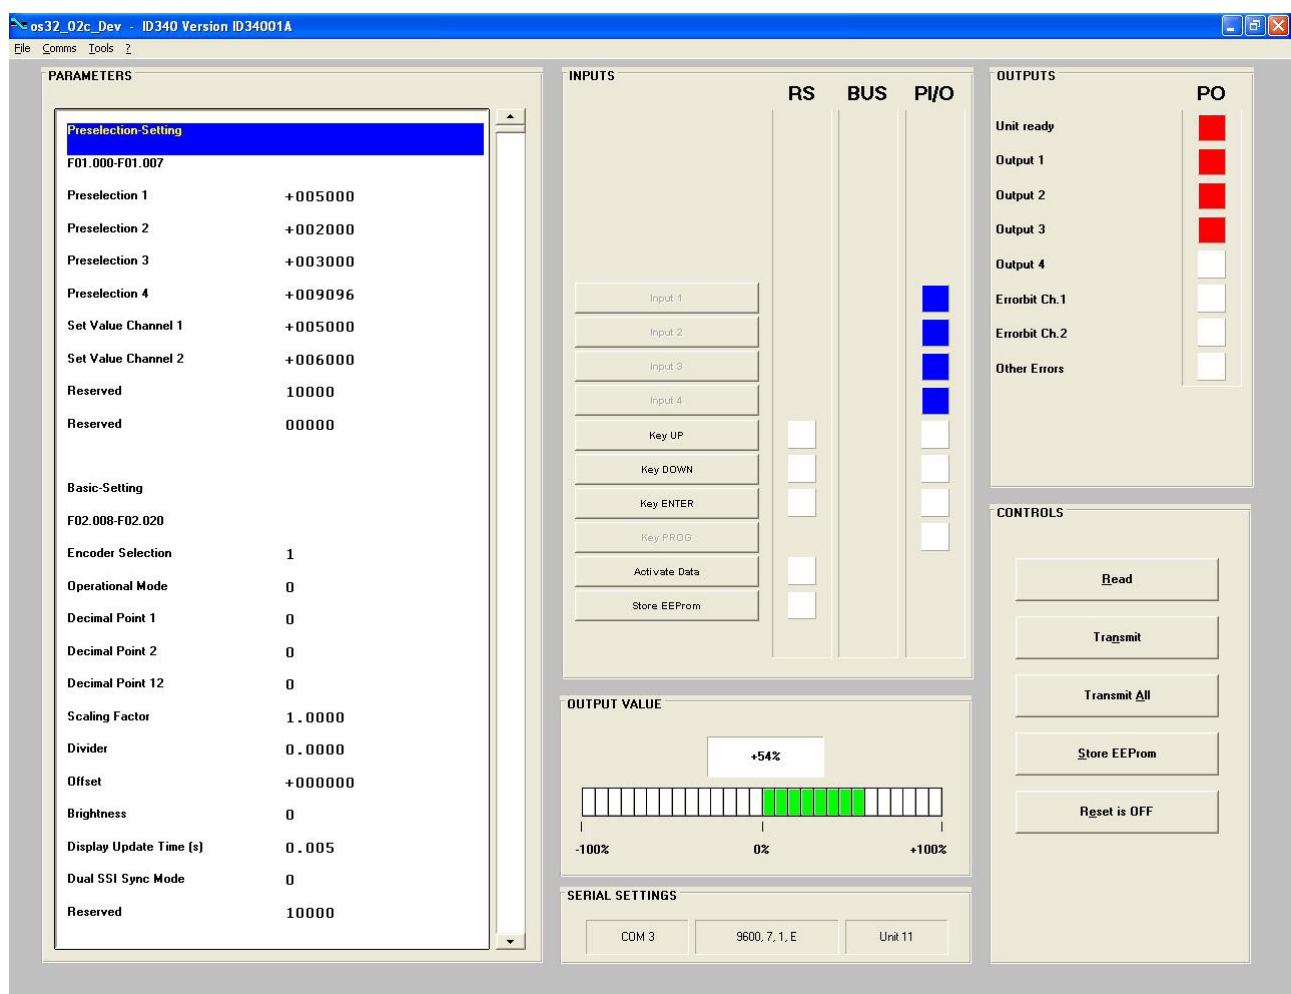 os32_02c_Dev - ID340 Version ID34001A
File Comms Tools ?
PARAMETERS
Preselection-Setting
F01.000-F01.007
Preselection 1 +005000
Preselection 2 +002000
Preselection 3 +003000
Preselection 4 +009096
Set Value Channel 1 +005000
Set Value Channel 2 +006000
Reserved 10000
Reserved 00000
Basic-Setting
F02.008-F02.020
Encoder Selection 1
Operational Mode 0
Decimal Point 1 0
Decimal Point 2 0
Decimal Point 12 0
Scaling Factor 1.0000
Divider 0.0000
Offset +000000
Brightness 0
Display Update Time (s) 0.005
Dual SSI Sync Mode 0
Reserved 10000
INPUTS
RS BUS PI/O
Input 1
Input 2
Input 3
Input 4
Key UP
Key DOWN
Key ENTER
Key PROG
Activate Data
Store EEProm
OUTPUT VALUE
+54%
-100% 0% +100%
SERIAL SETTINGS
COM 3 9600, 7, 1, E Unit 11
OUTPUTS
PO
Unit ready
Output 1
Output 2
Output 3
Output 4
Errorbit Ch.1
Errorbit Ch.2
Other Errors
CONTROLS
Read
Transmit
Transmit All
Store EEProm
Reset is OFF